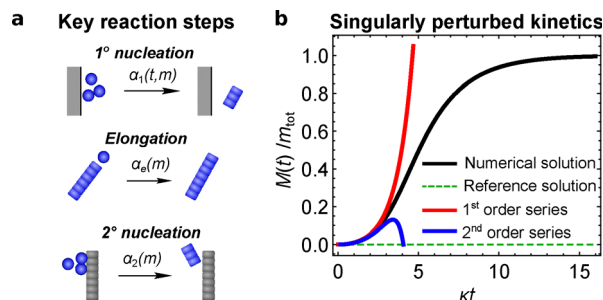 a Key reaction steps
1° nucleation
α₁(t,m)
Elongation
αₑ(m)
2° nucleation
α₂(m)
b Singularly perturbed kinetics
M(t)/mₜₒₜ
1.0
0.8
0.6
0.4
0.2
0.0
Numerical solution
Reference solution
1ˢᵗ order series
2ⁿᵈ order series
0 5 10 15
κt